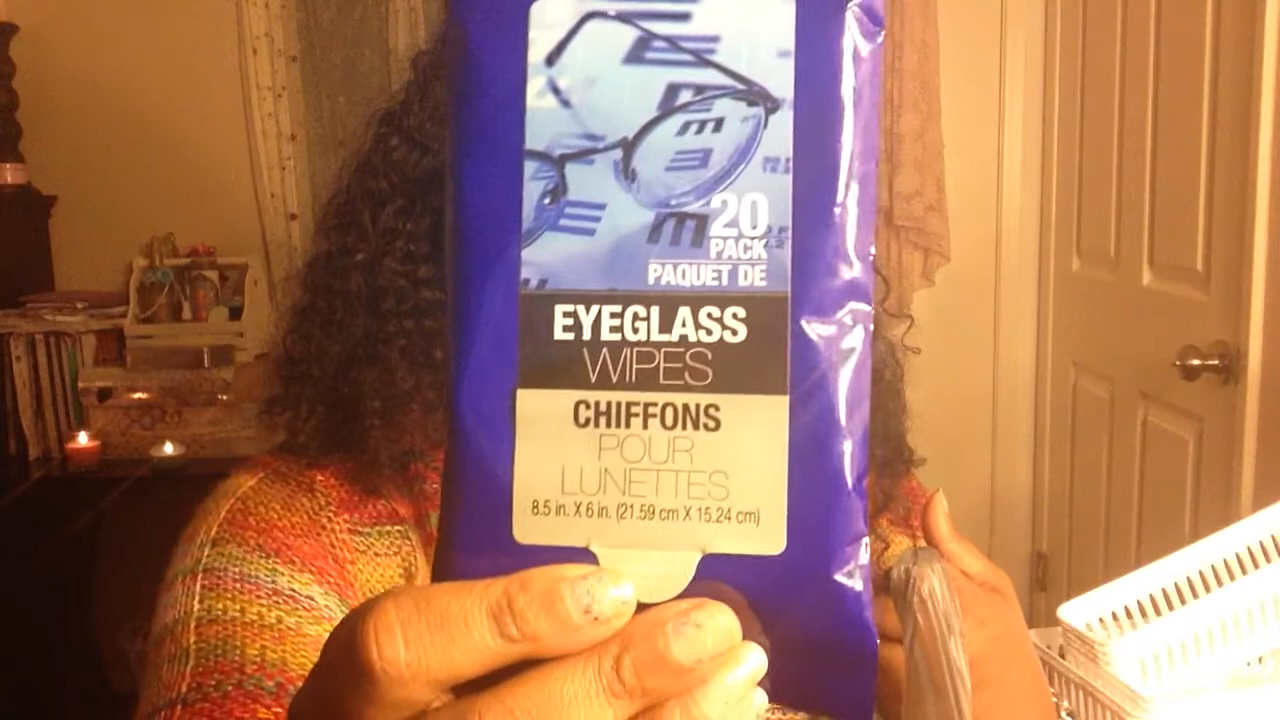 20
PACK
PAQUET DE
EYEGLASS
WIPES
CHIFFONS
POUR
LUNETTES
8.5 in. X 6 in. (21.59 cm X 15.24 cm)